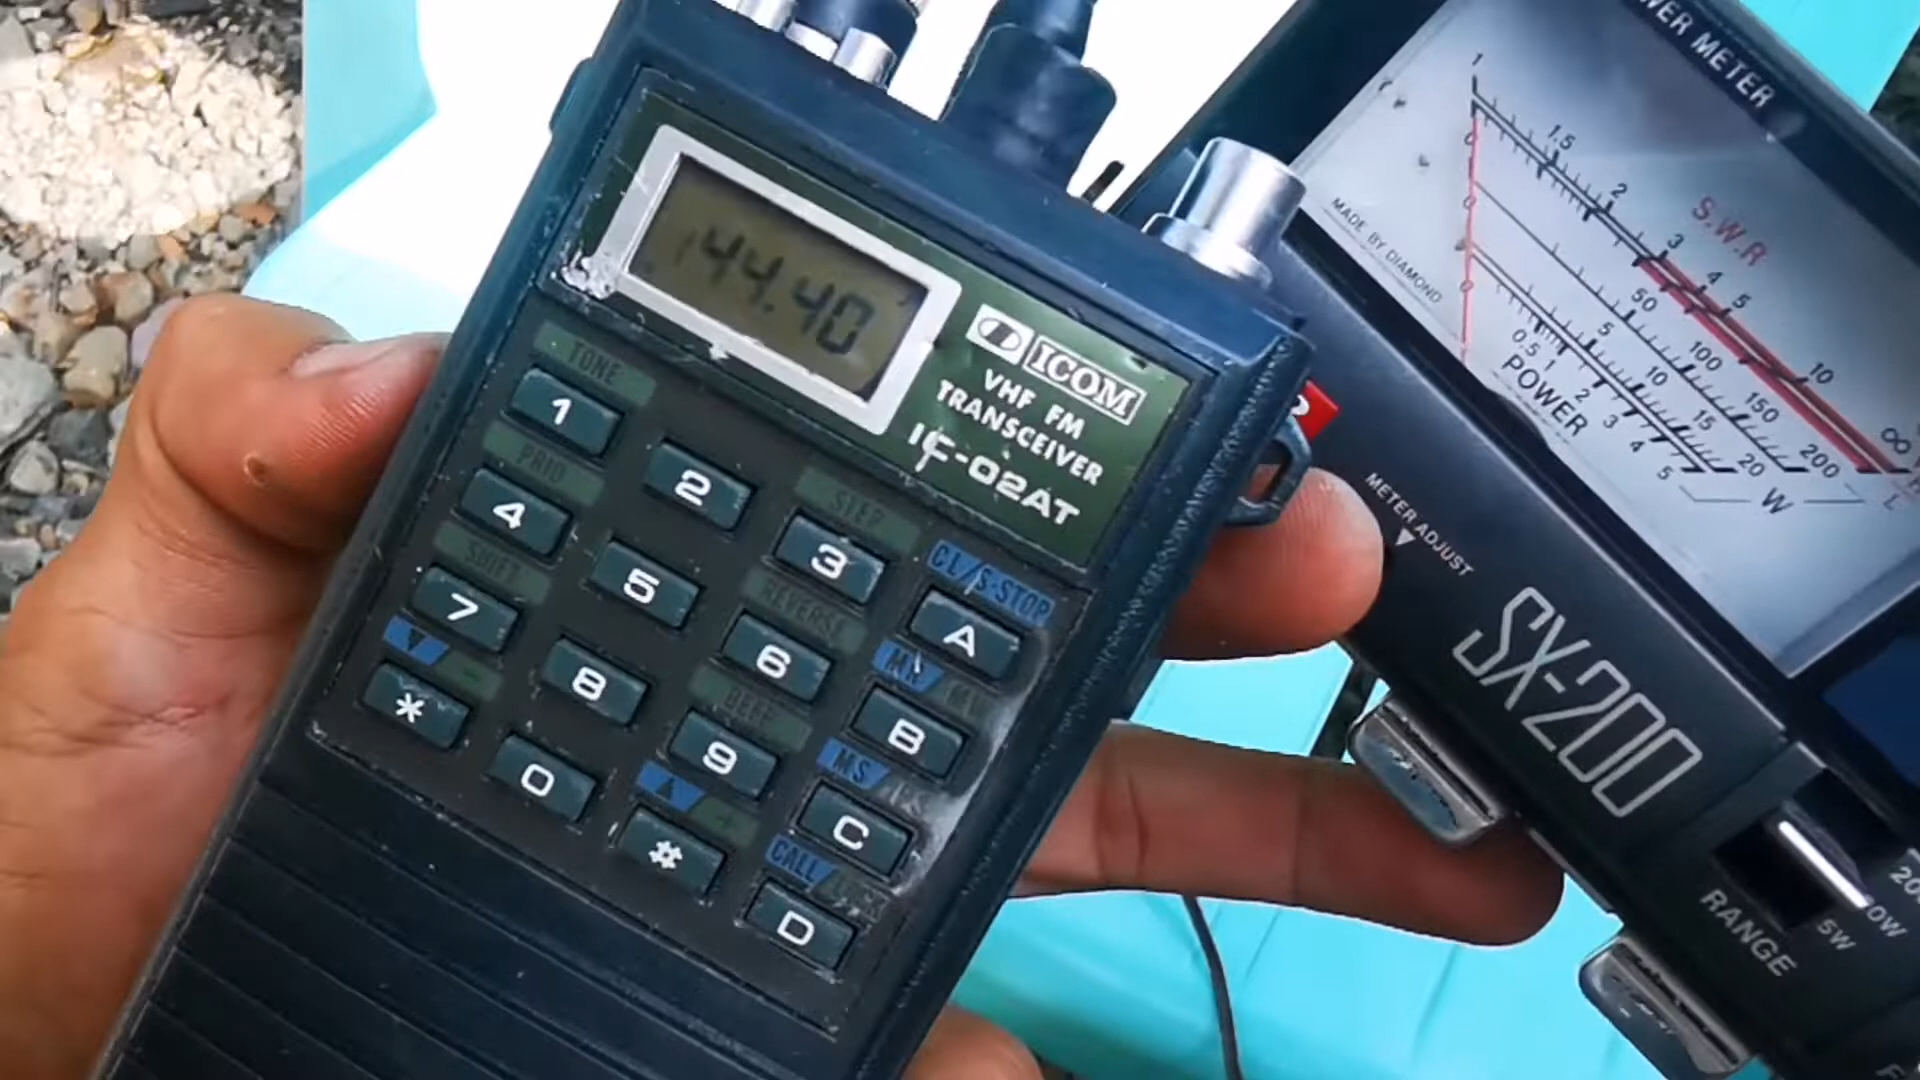 144.40
ICOM
VHF FM
TRANSCEIVER
IC-02AT
TONE
1
2
STEP
3
CL/S-STOP
A
PRIO
4
5
REVERSE
6
B
SHIFT
7
8
9
MS
C
*
0
#
CALL
D
POWER METER
S.W.R
1 1.5 2 3 4 5 10 ∞
50 100 150 200
5 10 15 20 W
0.5 1 2 3 4 5
POWER
MADE BY DIAMOND
METER ADJUST
SX-200
RANGE
5W